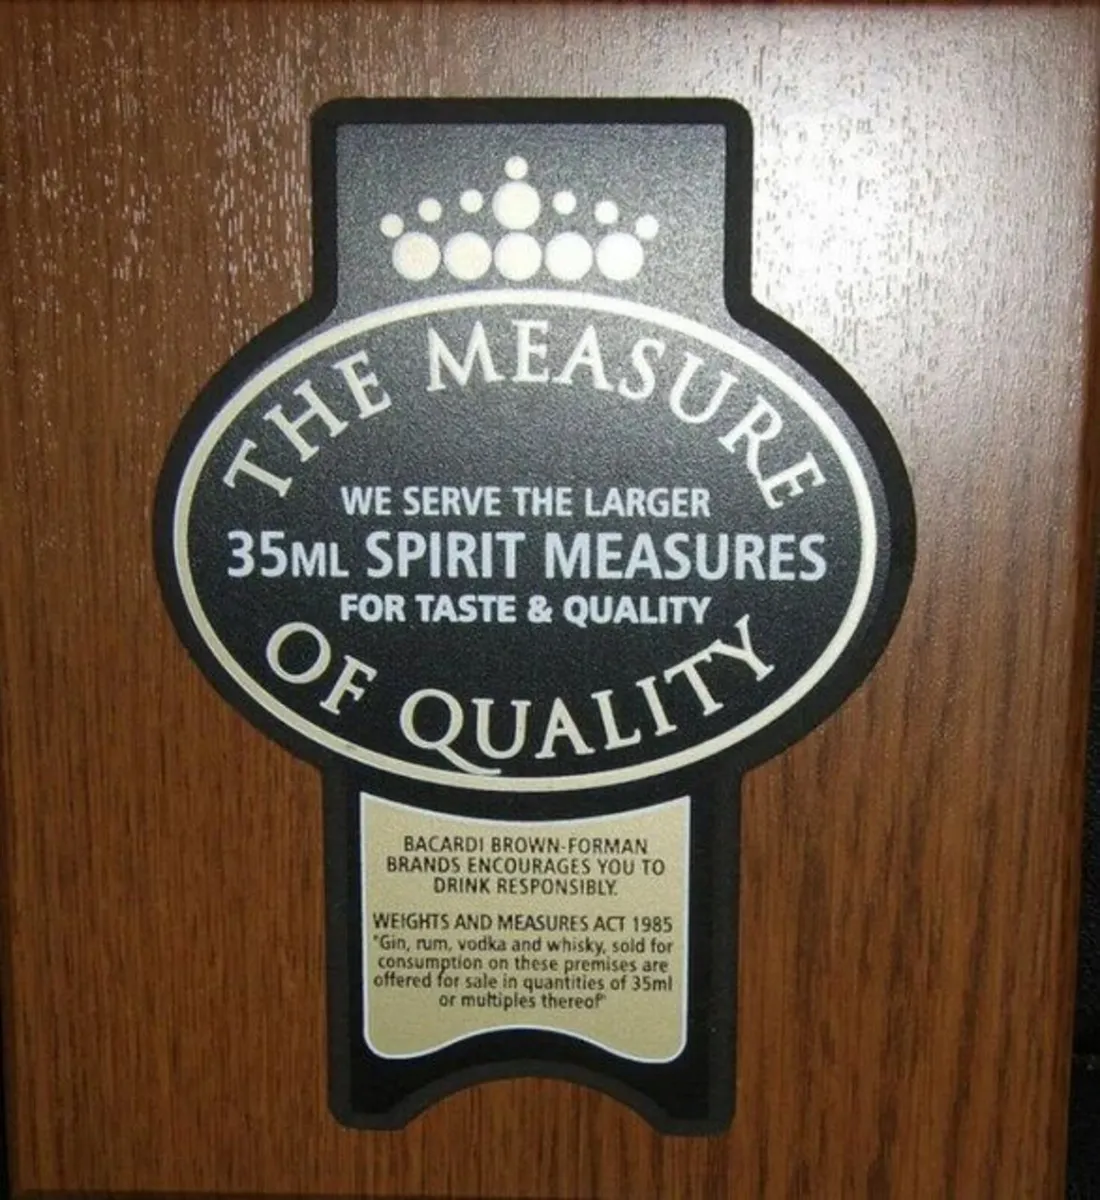 THE MEASURE
WE SERVE THE LARGER
35ML SPIRIT MEASURES
FOR TASTE & QUALITY
OF QUALITY
BACARDI BROWN-FORMAN
BRANDS ENCOURAGES YOU TO
DRINK RESPONSIBLY.
WEIGHTS AND MEASURES ACT 1985
"Gin, rum, vodka and whisky, sold for
consumption on these premises are
offered for sale in quantities of 35ml
or multiples thereof"